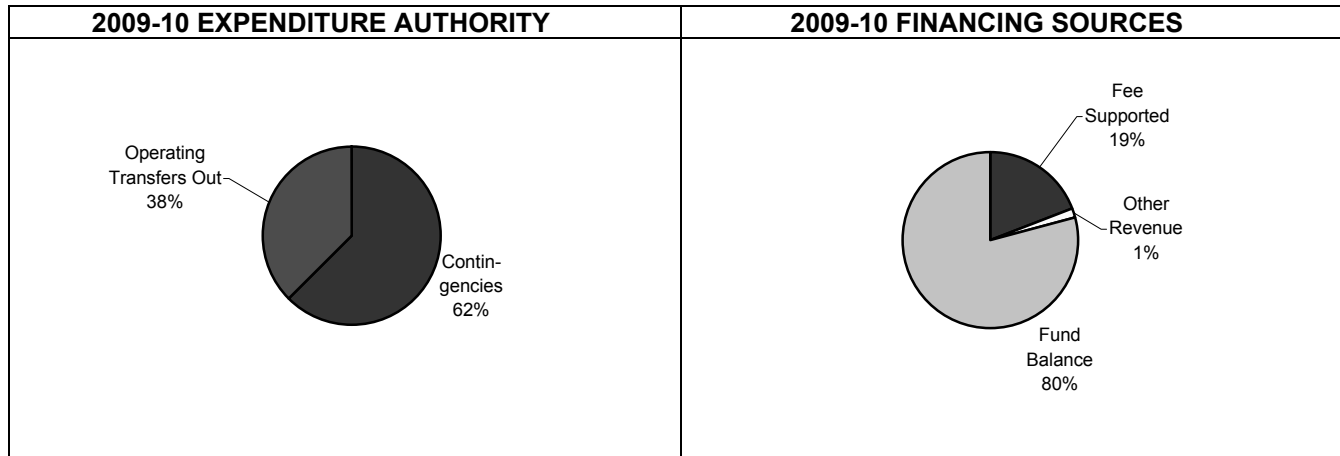 2009-10 EXPENDITURE AUTHORITY
Operating
Transfers Out
38%
Contin-
gencies
62%
2009-10 FINANCING SOURCES
Fee
Supported
19%
Other
Revenue
1%
Fund
Balance
80%